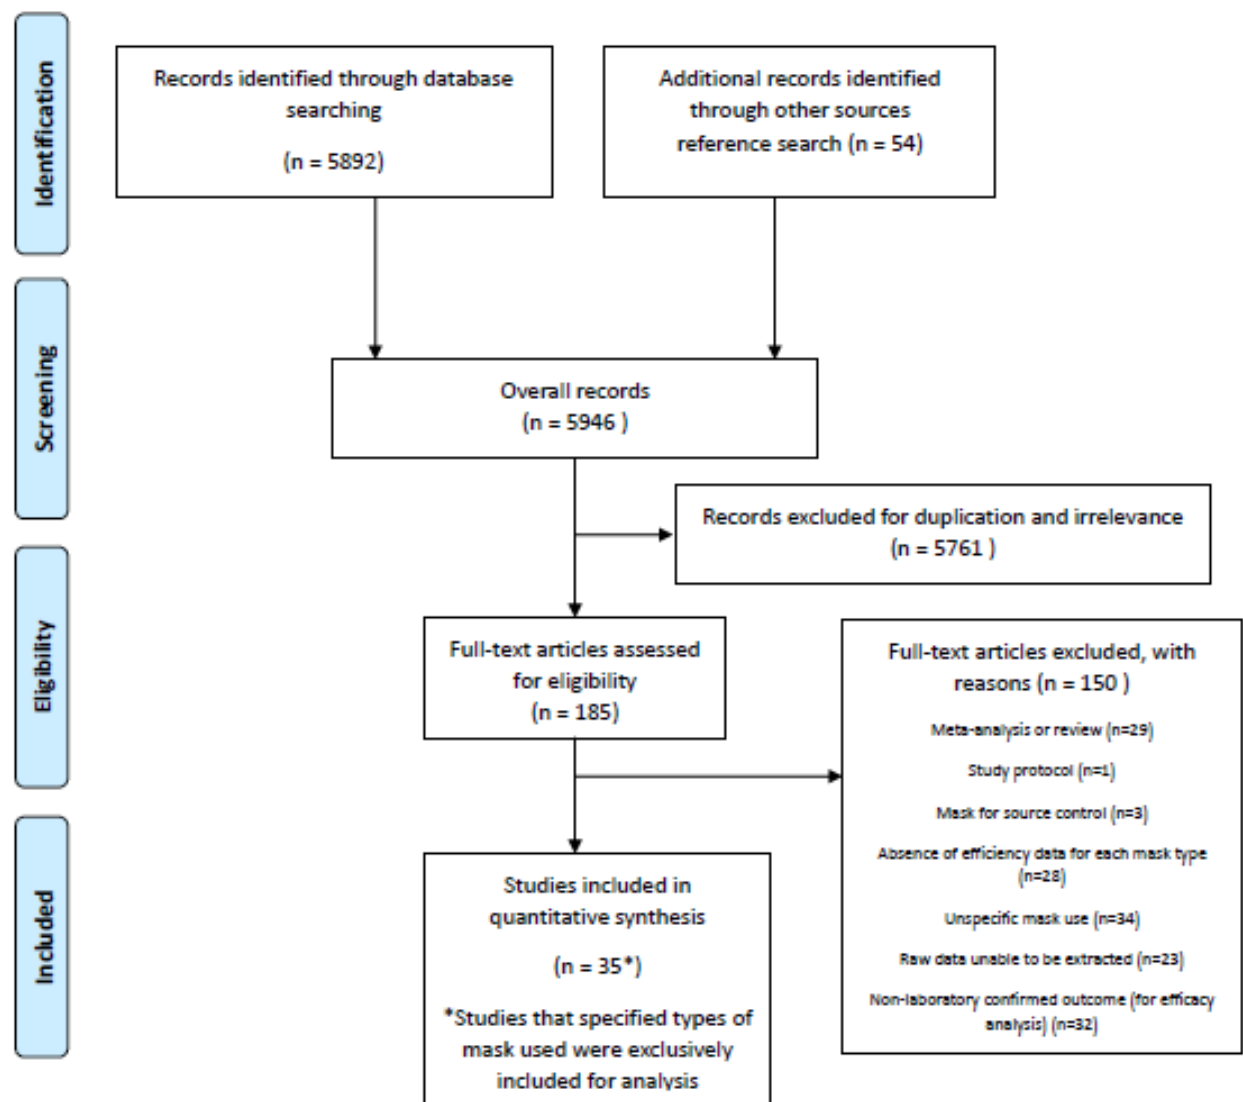 Identification
Records identified through database
searching
(n = 5892)
Additional records identified
through other sources
reference search (n = 54)
Screening
Overall records
(n = 5946 )
Records excluded for duplication and irrelevance
(n = 5761 )
Eligibility
Full-text articles assessed
for eligibility
(n = 185)
Full-text articles excluded, with
reasons (n = 150 )
Meta-analysis or review (n=29)
Study protocol (n=1)
Mask for source control (n=3)
Absence of efficiency data for each mask type
(n=28)
Unspecific mask use (n=34)
Raw data unable to be extracted (n=23)
Non-laboratory confirmed outcome (for efficacy
analysis) (n=32)
Included
Studies included in
quantitative synthesis
(n = 35*)
*Studies that specified types of
mask used were exclusively
included for analysis